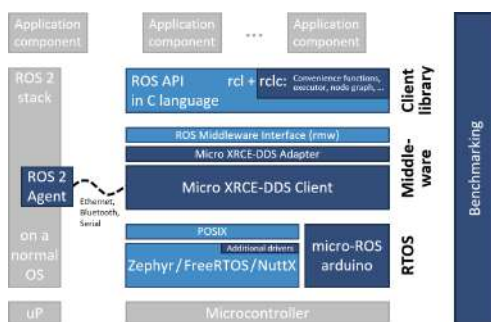 Application
component
Application
component
...
Application
component
ROS 2
stack
ROS API
in C language
rcl + rclc:
Convenience functions,
executor, node graph, ...
Client
library
ROS Middleware Interface (rmw)
Micro XRCE-DDS Adapter
Micro XRCE-DDS Client
Middle-
ware
ROS 2
Agent
Ethernet,
Bluetooth,
Serial
on a
normal
OS
POSIX
Additional drivers
Zephyr/FreeRTOS/NuttX
micro-ROS
arduino
RTOS
uP
Microcontroller
Benchmarking